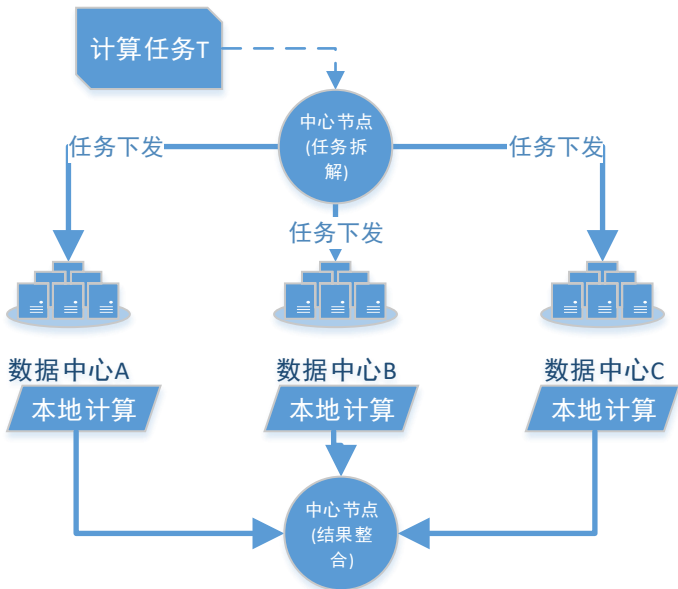 计算任务T
中心节点
(任务拆
解)
任务下发
任务下发
任务下发
数据中心A
数据中心B
数据中心C
本地计算
本地计算
本地计算
中心节点
(结果整
合)